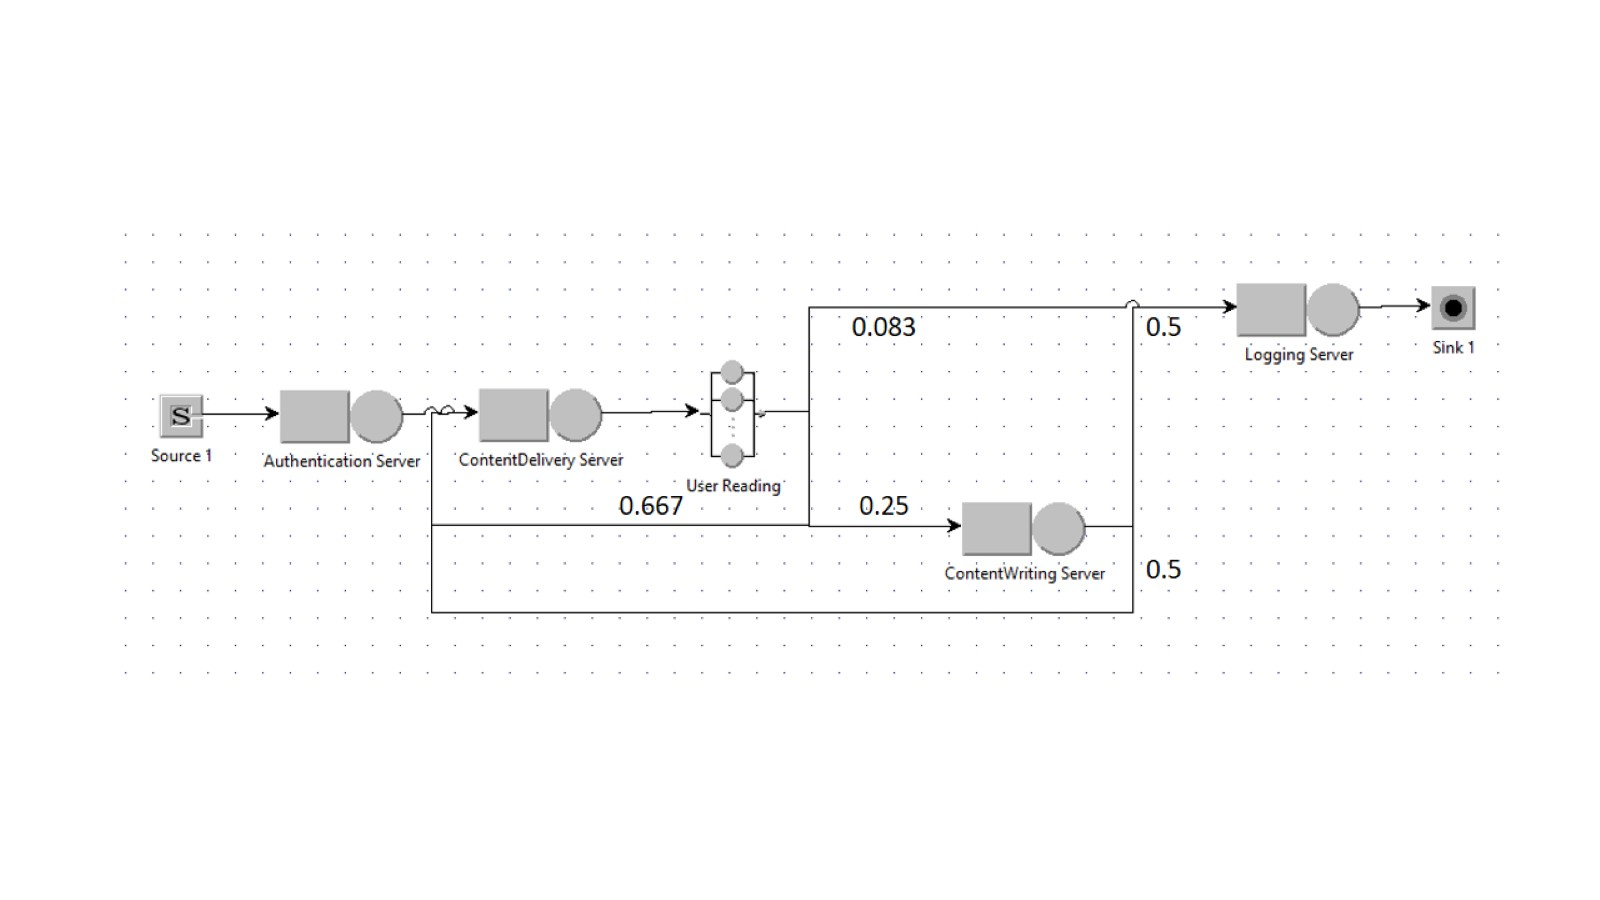 0.083
0.5
Logging Server
Sink 1
S
Source 1
Authentication Server
ContentDelivery Server
User Reading
0.667
0.25
ContentWriting Server
0.5